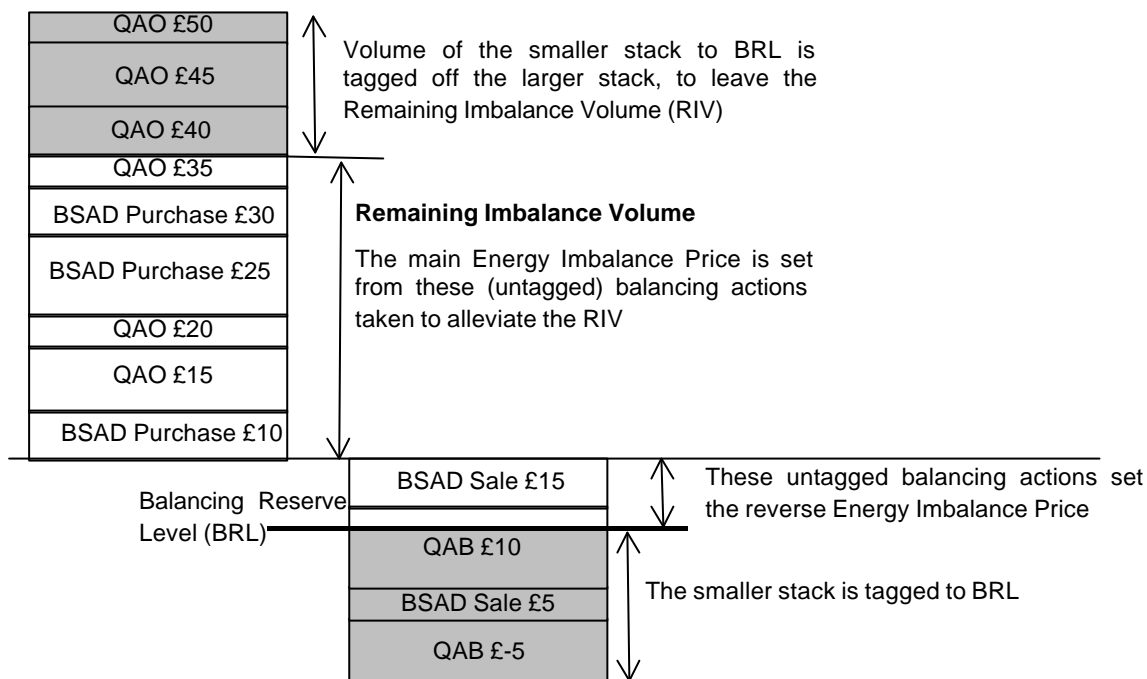 QAO £50
QAO £45
QAO £40
QAO £35
BSAD Purchase £30
BSAD Purchase £25
QAO £20
QAO £15
BSAD Purchase £10
Volume of the smaller stack to BRL is
tagged off the larger stack, to leave the
Remaining Imbalance Volume (RIV)
Remaining Imbalance Volume
The main Energy Imbalance Price is set
from these (untagged) balancing actions
taken to alleviate the RIV
BSAD Sale £15
Balancing Reserve
Level (BRL)
QAB £10
BSAD Sale £5
QAB £-5
These untagged balancing actions set
the reverse Energy Imbalance Price
The smaller stack is tagged to BRL